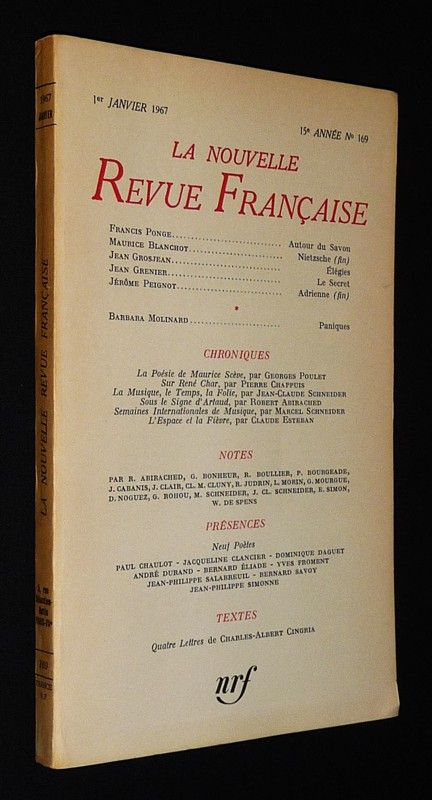 1er JANVIER 1967
15e ANNÉE No 169
LA NOUVELLE
REVUE FRANÇAISE
FRANCIS PONGE.............................. Autour du Savon
MAURICE BLANCHOT.............................. Nietzsche (fin)
JEAN GROSJEAN.............................. Élégies
JEAN GRENIER.............................. Le Secret
JÉRÔME PEIGNOT.............................. Adrienne (fin)
*
BARBARA MOLINARD.............................. Paniques
CHRONIQUES
La Poésie de Maurice Scève, par GEORGES POULET
Sur René Char, par PIERRE CHAPPUIS
La Musique, le Temps, la Folie, par JEAN-CLAUDE SCHNEIDER
Sous le Signe d'Artaud, par ROBERT ABIRACHED
Semaines Internationales de Musique, par MARCEL SCHNEIDER
L'Espace et la Fièvre, par CLAUDE ESTEBAN
NOTES
PAR R. ABIRACHED, G. BONHEUR, R. BOULLIER, P. BOURGEADE,
J. CABANIS, J. CLAIR, CL. M. CLUNY, R. JUDRIN, L. MORIN, G. MOURGUE,
D. NOGUEZ, G. ROHOU, M. SCHNEIDER, J. CL. SCHNEIDER, E. SIMON,
W. DE SPENS
PRÉSENCES
Neuf Poètes
PAUL CHAULOT - JACQUELINE CLANCIER - DOMINIQUE DAGUET
ANDRÉ DURAND - BERNARD ÉLIADE - YVES FROMENT
JEAN-PHILIPPE SALABREUIL - BERNARD SAVOY
JEAN-PHILIPPE SIMONNE
TEXTES
Quatre Lettres de CHARLES-ALBERT CINGRIA
nrf
1967
JANVIER
LA NOUVELLE REVUE FRANÇAISE
169